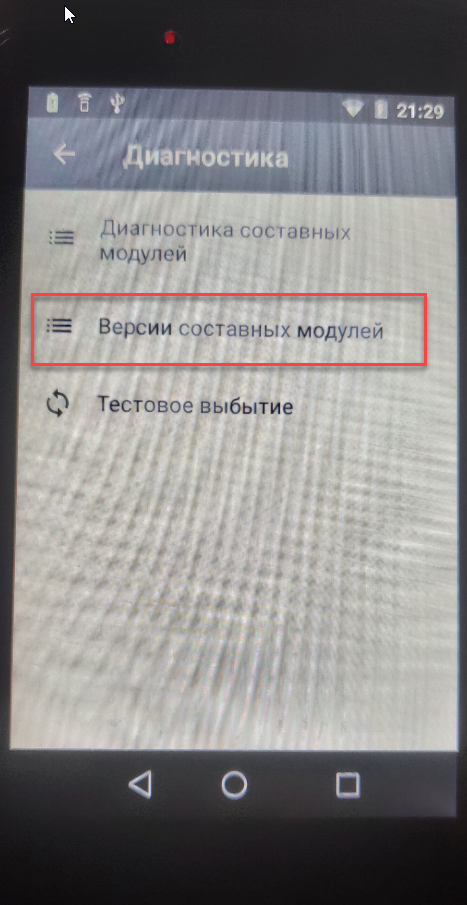 21:29
Диагностика
Диагностика составных
модулей
Версии составных модулей
Тестовое выбытие